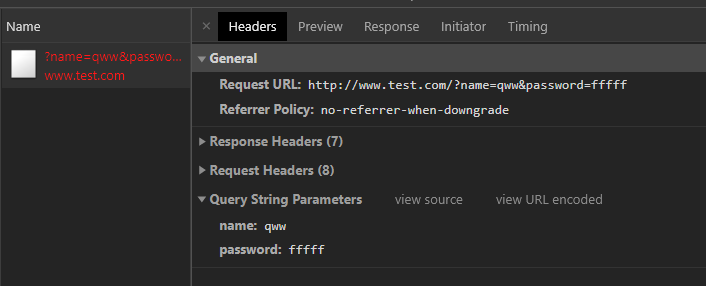 Name
× Headers Preview Response Initiator Timing
?name=qww&passwo...
www.test.com
▼ General
Request URL: http://www.test.com/?name=qww&password=fffff
Referrer Policy: no-referrer-when-downgrade
► Response Headers (7)
► Request Headers (8)
▼ Query String Parameters view source view URL encoded
name: qww
password: fffff